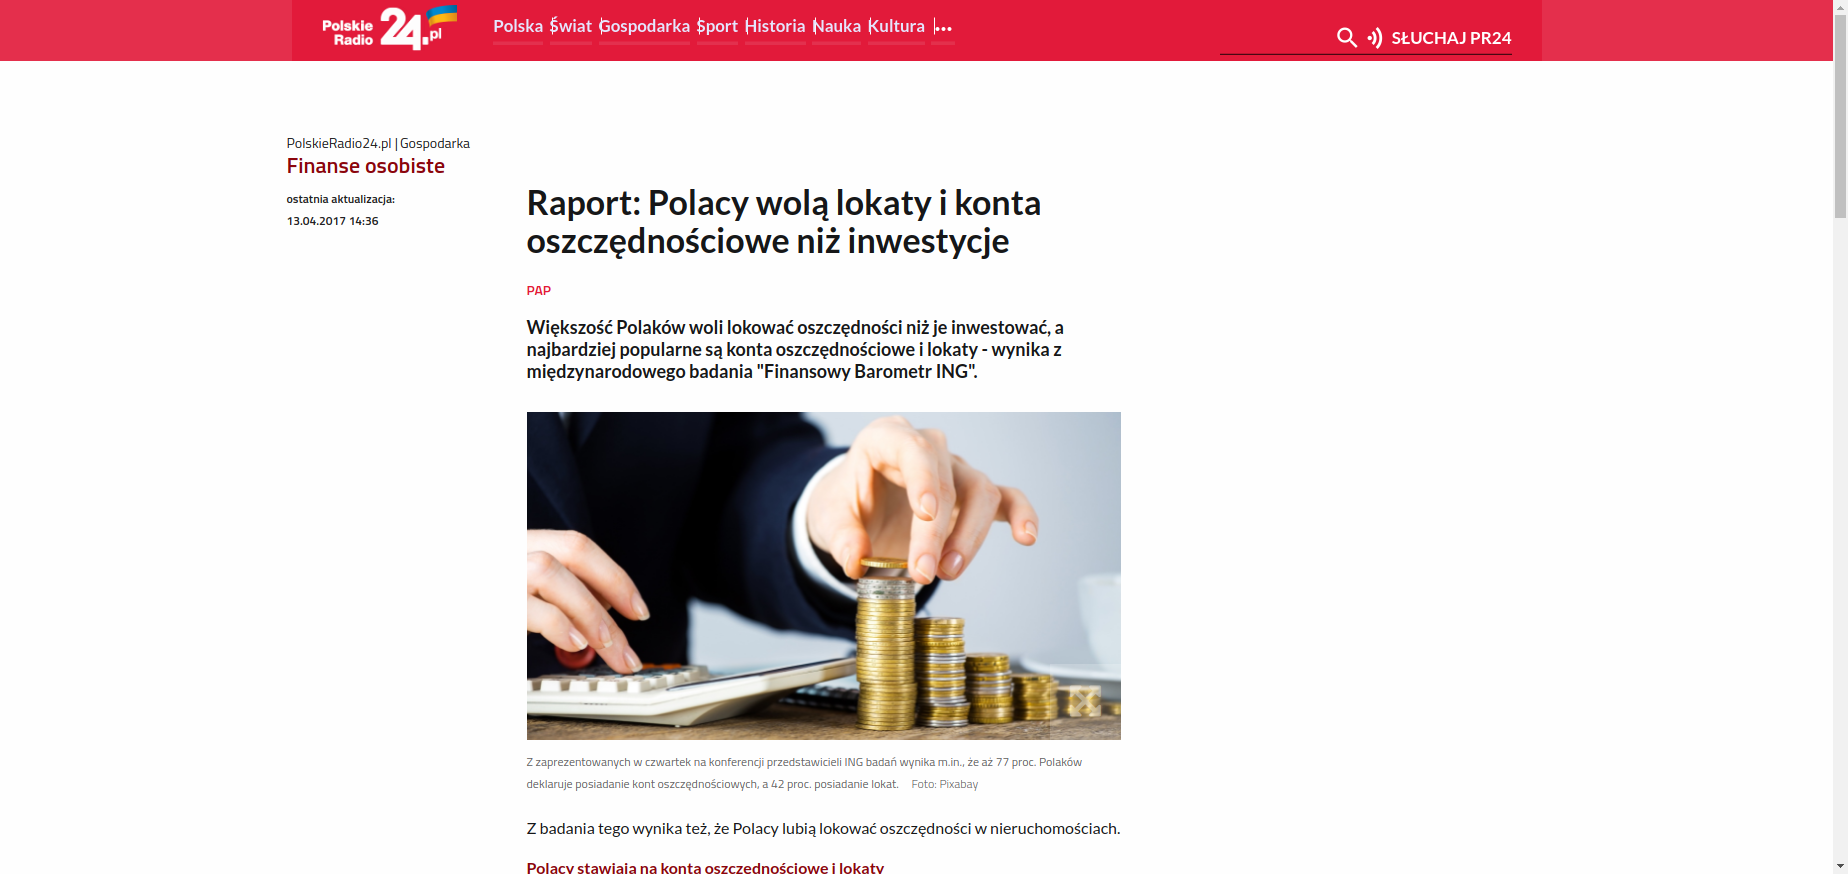 Polskie
Radio
24.pl
Polska
Świat
Gospodarka
Sport
Historia
Nauka
Kultura
...
SŁUCHAJ PR24
PolskieRadio24.pl | Gospodarka
Finanse osobiste
ostatnia aktualizacja:
13.04.2017 14:36
Raport: Polacy wolą lokaty i konta
oszczędnościowe niż inwestycje
PAP
Większość Polaków woli lokować oszczędności niż je inwestować, a
najbardziej popularne są konta oszczędnościowe i lokaty - wynika z
międzynarodowego badania "Finansowy Barometr ING".
Z zaprezentowanych w czwartek na konferencji przedstawicieli ING badań wynika m.in., że aż 77 proc. Polaków
deklaruje posiadanie kont oszczędnościowych, a 42 proc. posiadanie lokat. Foto: Pixabay
Z badania tego wynika też, że Polacy lubią lokować oszczędności w nieruchomościach.
Polacy stawiają na konta oszczędnościowe i lokaty